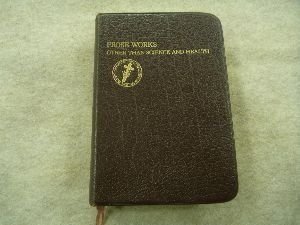 PROSE WORKS
OTHER THAN SCIENCE AND HEALTH